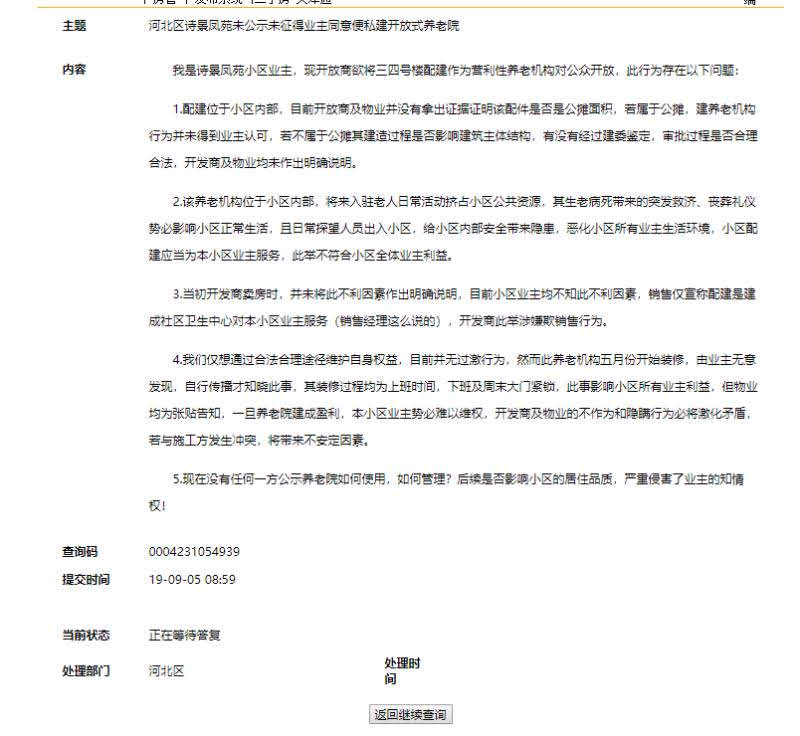 主题 河北区诗景凤苑未公示未征得业主同意便私建开放式养老院
内容 我是诗景凤苑小区业主，现开放商欲将三四号楼配建作为营利性养老机构对公众开放，此行为存在以下问题：
1.配建位于小区内部，目前开放商及物业并没有拿出证据证明该配件是否是公摊面积，若属于公摊，建养老机构
行为并未得到业主认可，若不属于公摊其建造过程是否影响建筑主体结构，有没有经过建委鉴定，审批过程是否合理
合法，开发商及物业均未作出明确说明。
2.该养老机构位于小区内部，将来入驻老人日常活动挤占小区公共资源，其生老病死带来的突发救济、丧葬礼仪
势必影响小区正常生活，且日常探望人员出入小区，给小区内部安全带来隐患，恶化小区所有业主生活环境，小区配
建应当为本小区业主服务，此举不符合小区全体业主利益。
3.当初开发商卖房时，并未将此不利因素作出明确说明，目前小区业主均不知此不利因素，销售仅宣称配建是建
成社区卫生中心对本小区业主服务（销售经理这么说的），开发商此举涉嫌欺销售行为。
4.我们仅想通过合法合理途径维护自身权益，目前并无过激行为，然而此养老机构五月份开始装修，由业主无意
发现，自行传播才知晓此事，其装修过程均为上班时间，下班及周末大门紧锁，此事影响小区所有业主利益，但物业
均为张贴告知，一旦养老院建成盈利，本小区业主势必难以维权，开发商及物业的不作为和隐瞒行为必将激化矛盾，
若与施工方发生冲突，将带来不安定因素。
5.现在没有任何一方公示养老院如何使用，如何管理？后续是否影响小区的居住品质，严重侵害了业主的知情
权！
查询码 0004231054939
提交时间 19-09-05 08:59
当前状态 正在等待答复
处理部门 河北区 处理时
间
返回继续查询